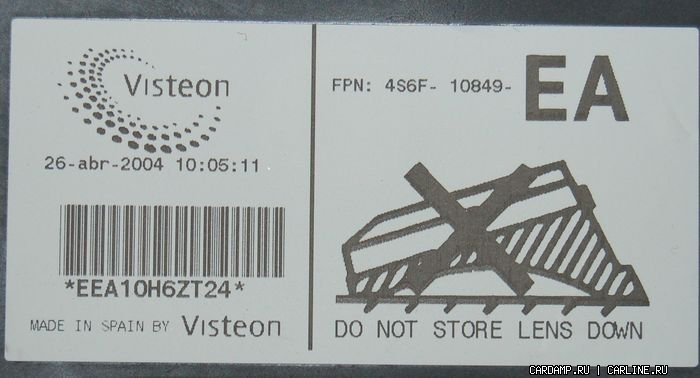 Visteon
26-abr-2004 10:05:11
*EEA10H6ZT24*
MADE IN SPAIN BY Visteon
FPN: 4S6F- 10849- EA
DO NOT STORE LENS DOWN
CARDAMP.RU | CARLINE.RU